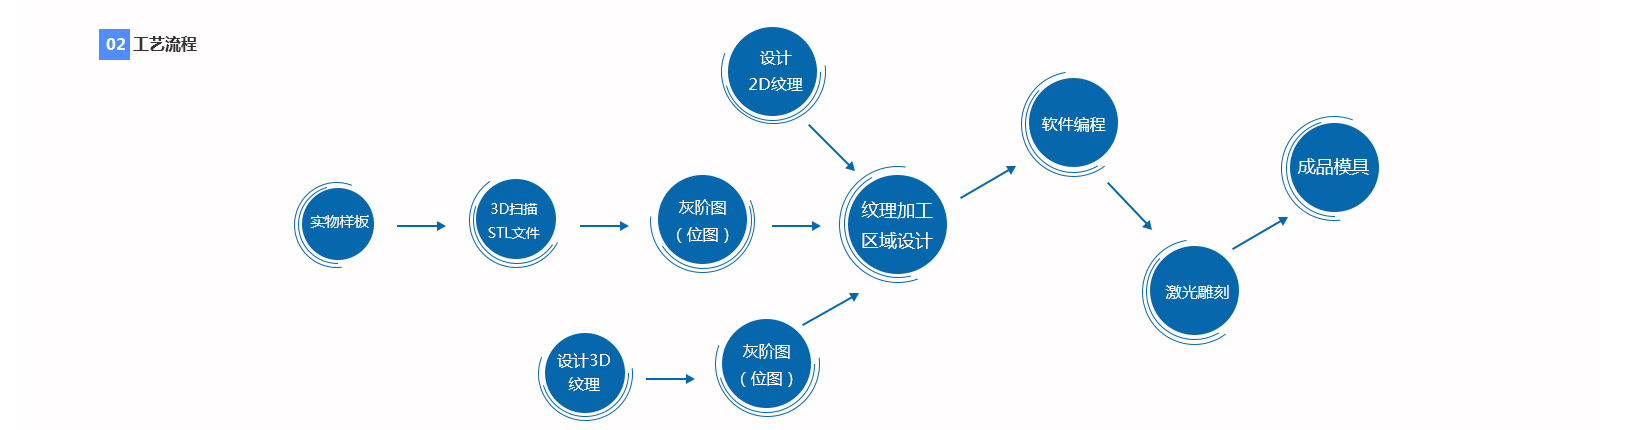 02 工艺流程
设计
2D纹理
软件编程
成品模具
实物样板
3D扫描
STL文件
灰阶图
（位图）
纹理加工
区域设计
激光雕刻
设计3D
纹理
灰阶图
（位图）